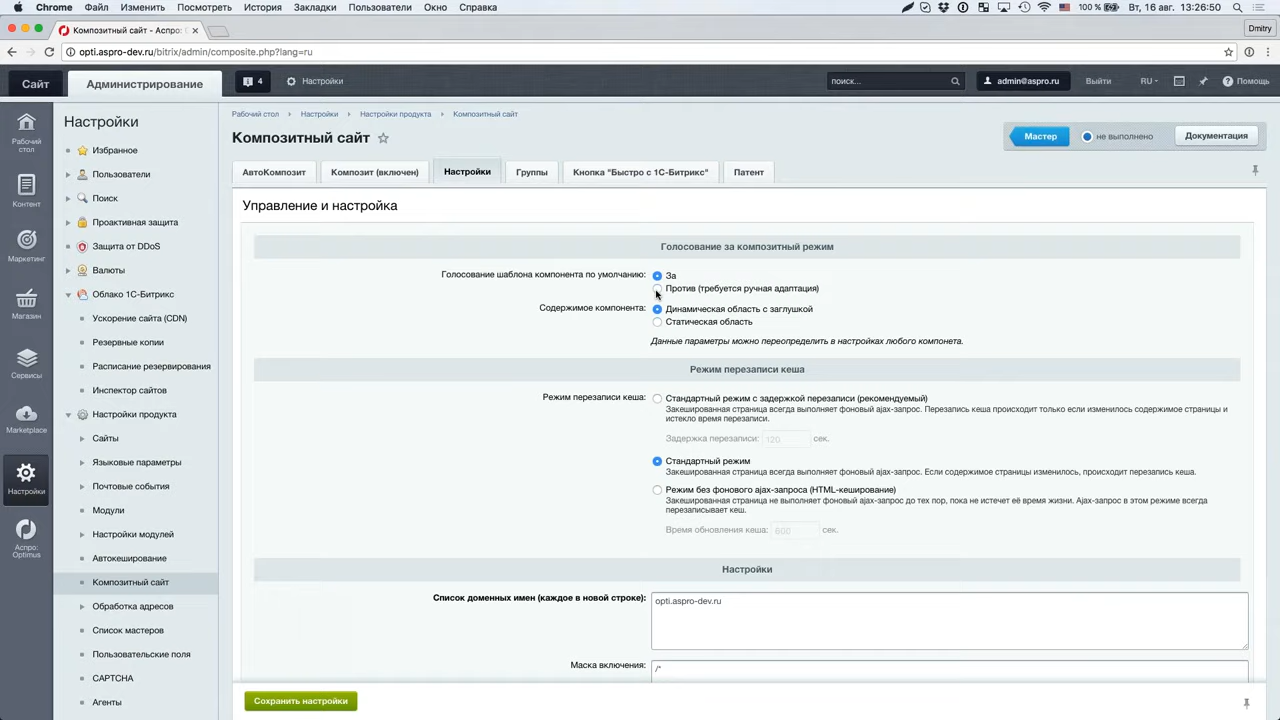 Chrome Файл Изменить Посмотреть История Закладки Пользователи Окно Справка
100 % Вт, 16 авг. 13:26:50
Композитный сайт - Аспро: Dmitry
opti.aspro-dev.ru/bitrix/admin/composite.php?lang=ru
Сайт Администрирование 4 Настройки поиск... admin@aspro.ru Выйти RU Помощь
Рабочий стол
Контент
Маркетинг
Магазин
Сервисы
Marketplace
Настройки
Аспро: Optimus
Настройки
Избранное
Пользователи
Поиск
Проактивная защита
Защита от DDoS
Валюты
Облако 1С-Битрикс
Ускорение сайта (CDN)
Резервные копии
Расписание резервирования
Инспектор сайтов
Настройки продукта
Сайты
Языковые параметры
Почтовые события
Модули
Настройки модулей
Автокеширование
Композитный сайт
Обработка адресов
Список мастеров
Пользовательские поля
CAPTCHA
Агенты
Рабочий стол Настройки Настройки продукта Композитный сайт
Композитный сайт
Мастер не выполнено Документация
АвтоКомпозит Композит (включен) Настройки Группы Кнопка "Быстро с 1С-Битрикс" Патент
Управление и настройка
Голосование за композитный режим
Голосование шаблона компонента по умолчанию: За
Против (требуется ручная адаптация)
Содержимое компонента: Динамическая область с заглушкой
Статическая область
Данные параметры можно переопределить в настройках любого компонета.
Режим перезаписи кеша
Режим перезаписи кеша: Стандартный режим с задержкой перезаписи (рекомендуемый)
Закешированная страница всегда выполняет фоновый ajax-запрос. Перезапись кеша происходит только если изменилось содержимое страницы и
истекло время перезаписи.
Задержка перезаписи: 120 сек.
Стандартный режим
Закешированная страница всегда выполняет фоновый ajax-запрос. Если содержимое страницы изменилось, происходит перезапись кеша.
Режим без фонового ajax-запроса (HTML-кеширование)
Закешированная страница не выполняет фоновый ajax-запрос до тех пор, пока не истечет её время жизни. Ajax-запрос в этом режиме всегда
перезаписывает кеш.
Время обновления кеша: 600 сек.
Настройки
Список доменных имен (каждое в новой строке): opti.aspro-dev.ru
Маска включения: /*
Сохранить настройки